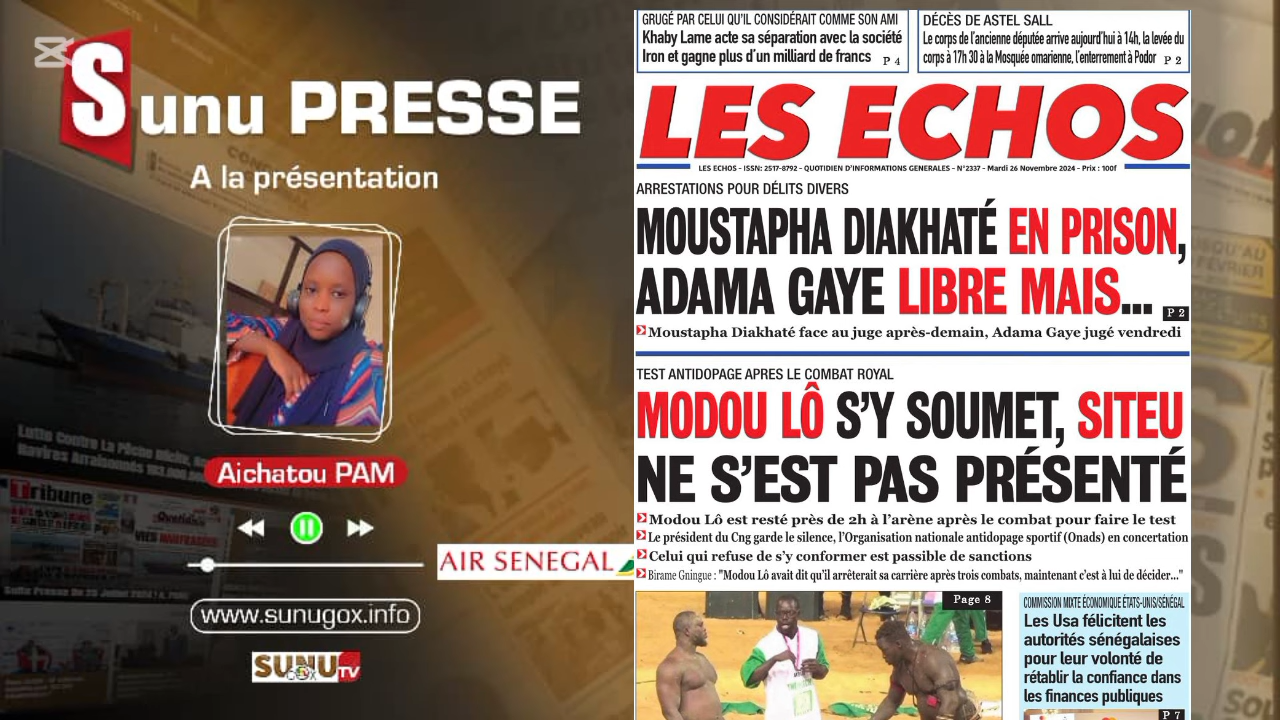 Sunu PRESSE
A la présentation
Aichatou PAM
AIR SENEGAL
www.sunugox.info
SUNU
GOX
TV
Tribune
GRUGÉ PAR CELUI QU'IL CONSIDÉRAIT COMME SON AMI
Khaby Lame acte sa séparation avec la société
Iron et gagne plus d'un milliard de francs P 4
DÉCÈS DE ASTEL SALL
Le corps de l'ancienne députée arrive aujourd'hui à 14h, la levée du
corps à 17h 30 à la Mosquée omarienne, l'enterrement à Podor P 2
LES ECHOS
LES ECHOS - ISSN: 2517-8792 - QUOTIDIEN D'INFORMATIONS GENERALES - N°2337 - Mardi 26 Novembre 2024 - Prix : 100f
ARRESTATIONS POUR DÉLITS DIVERS
MOUSTAPHA DIAKHATÉ EN PRISON,
ADAMA GAYE LIBRE MAIS... P 2
Moustapha Diakhaté face au juge après-demain, Adama Gaye jugé vendredi
TEST ANTIDOPAGE APRES LE COMBAT ROYAL
MODOU LÔ S'Y SOUMET, SITEU
NE S'EST PAS PRÉSENTÉ
Modou Lô est resté près de 2h à l'arène après le combat pour faire le test
Le président du Cng garde le silence, l'Organisation nationale antidopage sportif (Onads) en concertation
Celui qui refuse de s'y conformer est passible de sanctions
Birame Gningue : "Modou Lô avait dit qu'il arrêterait sa carrière après trois combats, maintenant c'est à lui de décider..."
Page 8
COMMISSION MIXTE ÉCONOMIQUE ÉTATS-UNIS/SÉNÉGAL
Les Usa félicitent les
autorités sénégalaises
pour leur volonté de
rétablir la confiance dans
les finances publiques
P 7